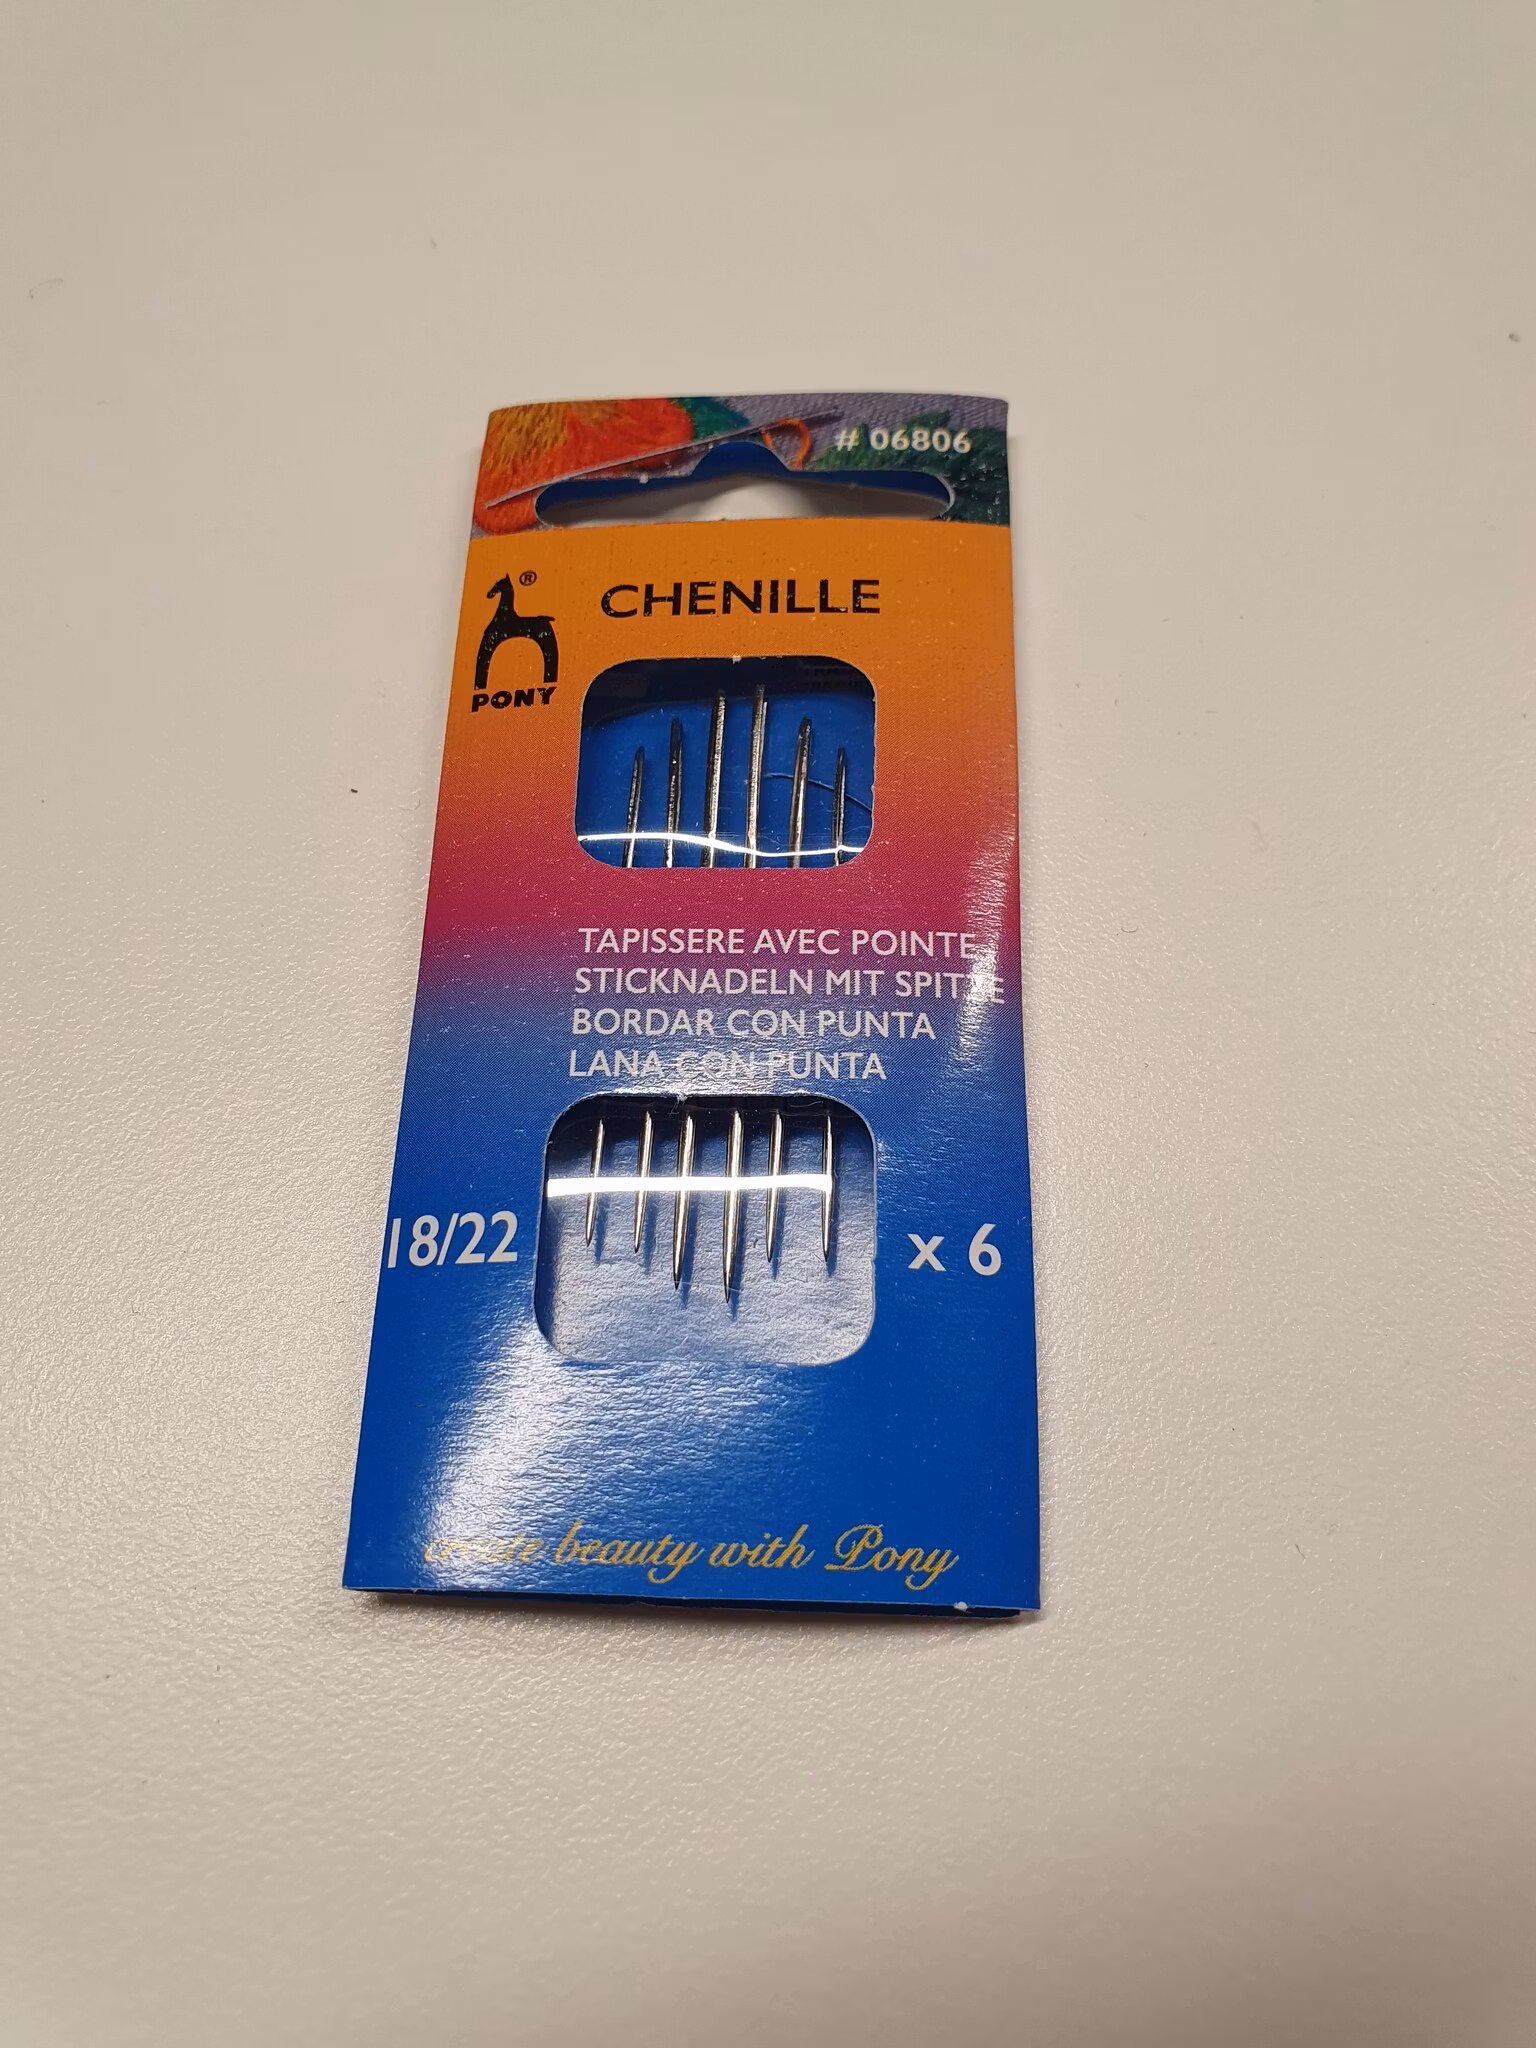 # 06806
®
CHENILLE
PONY
TAPISSERE AVEC POINTE
STICKNADELN MIT SPITZE
BORDAR CON PUNTA
LANA CON PUNTA
18/22
x 6
create beauty with Pony